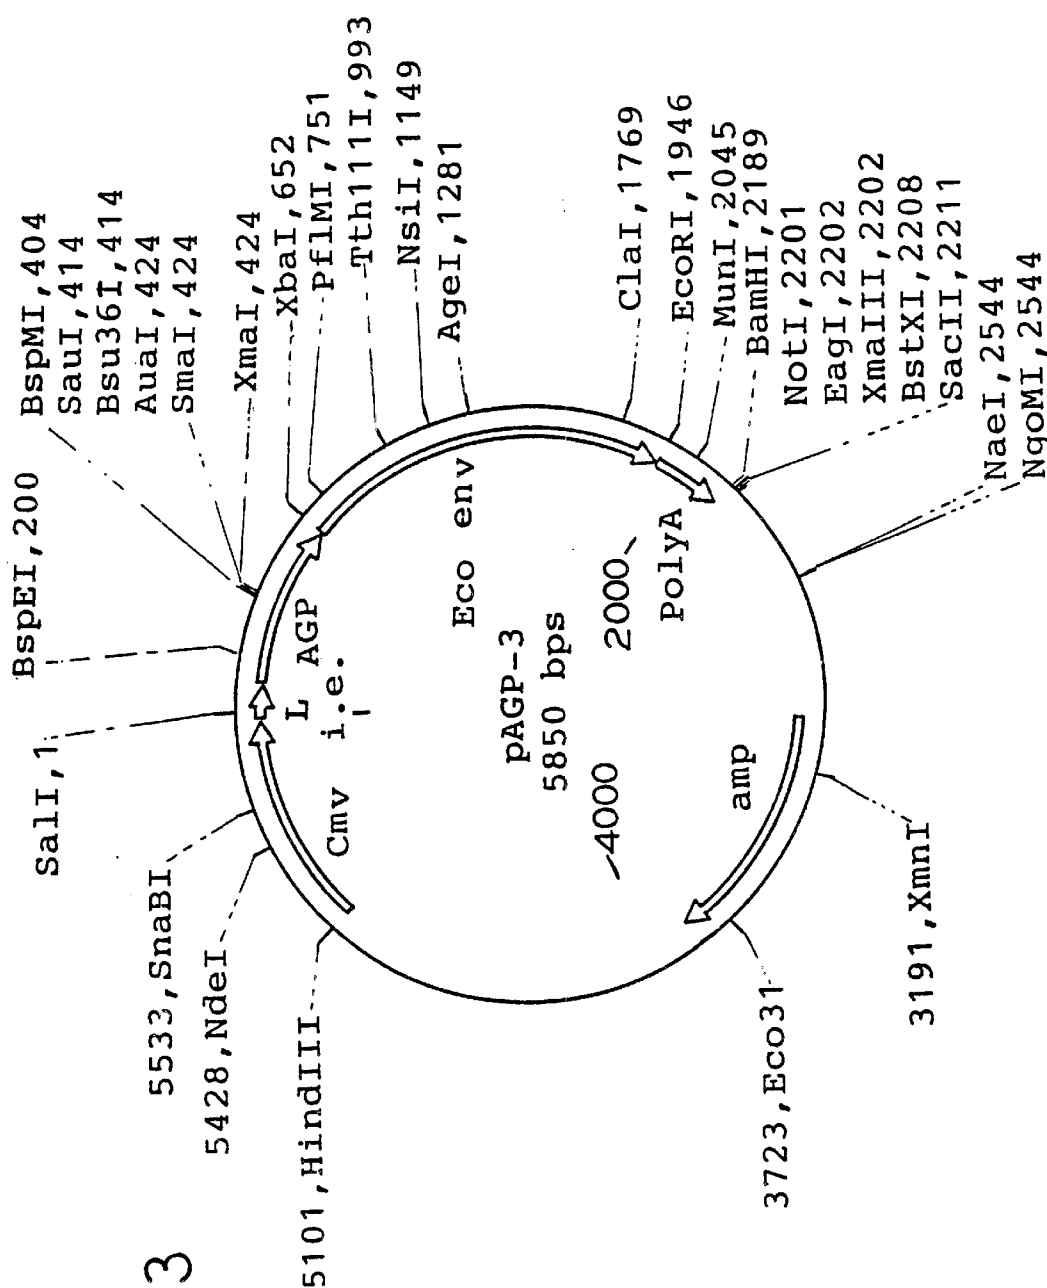 3
5101,HindIII
5428,NdeI
5533,SnaBI
SalI,1
BspEI,200
BspMI,404
SauI,414
Bsu36I,414
AuaI,424
SmaI,424
XmaI,424
XbaI,652
PflMI,751
Tth111I,993
NsiI,1149
AgeI,1281
ClaI,1769
EcoRI,1946
MunI,2045
BamHI,2189
NotI,2201
EagI,2202
XmaIII,2202
BstXI,2208
SacII,2211
NaeI,2544
NgoMI,2544
3191,XmnI
3723,Eco31
Cmv
i.e.
L
AGP
Eco env
PolyA
amp
pAGP-3
5850 bps
2000
4000